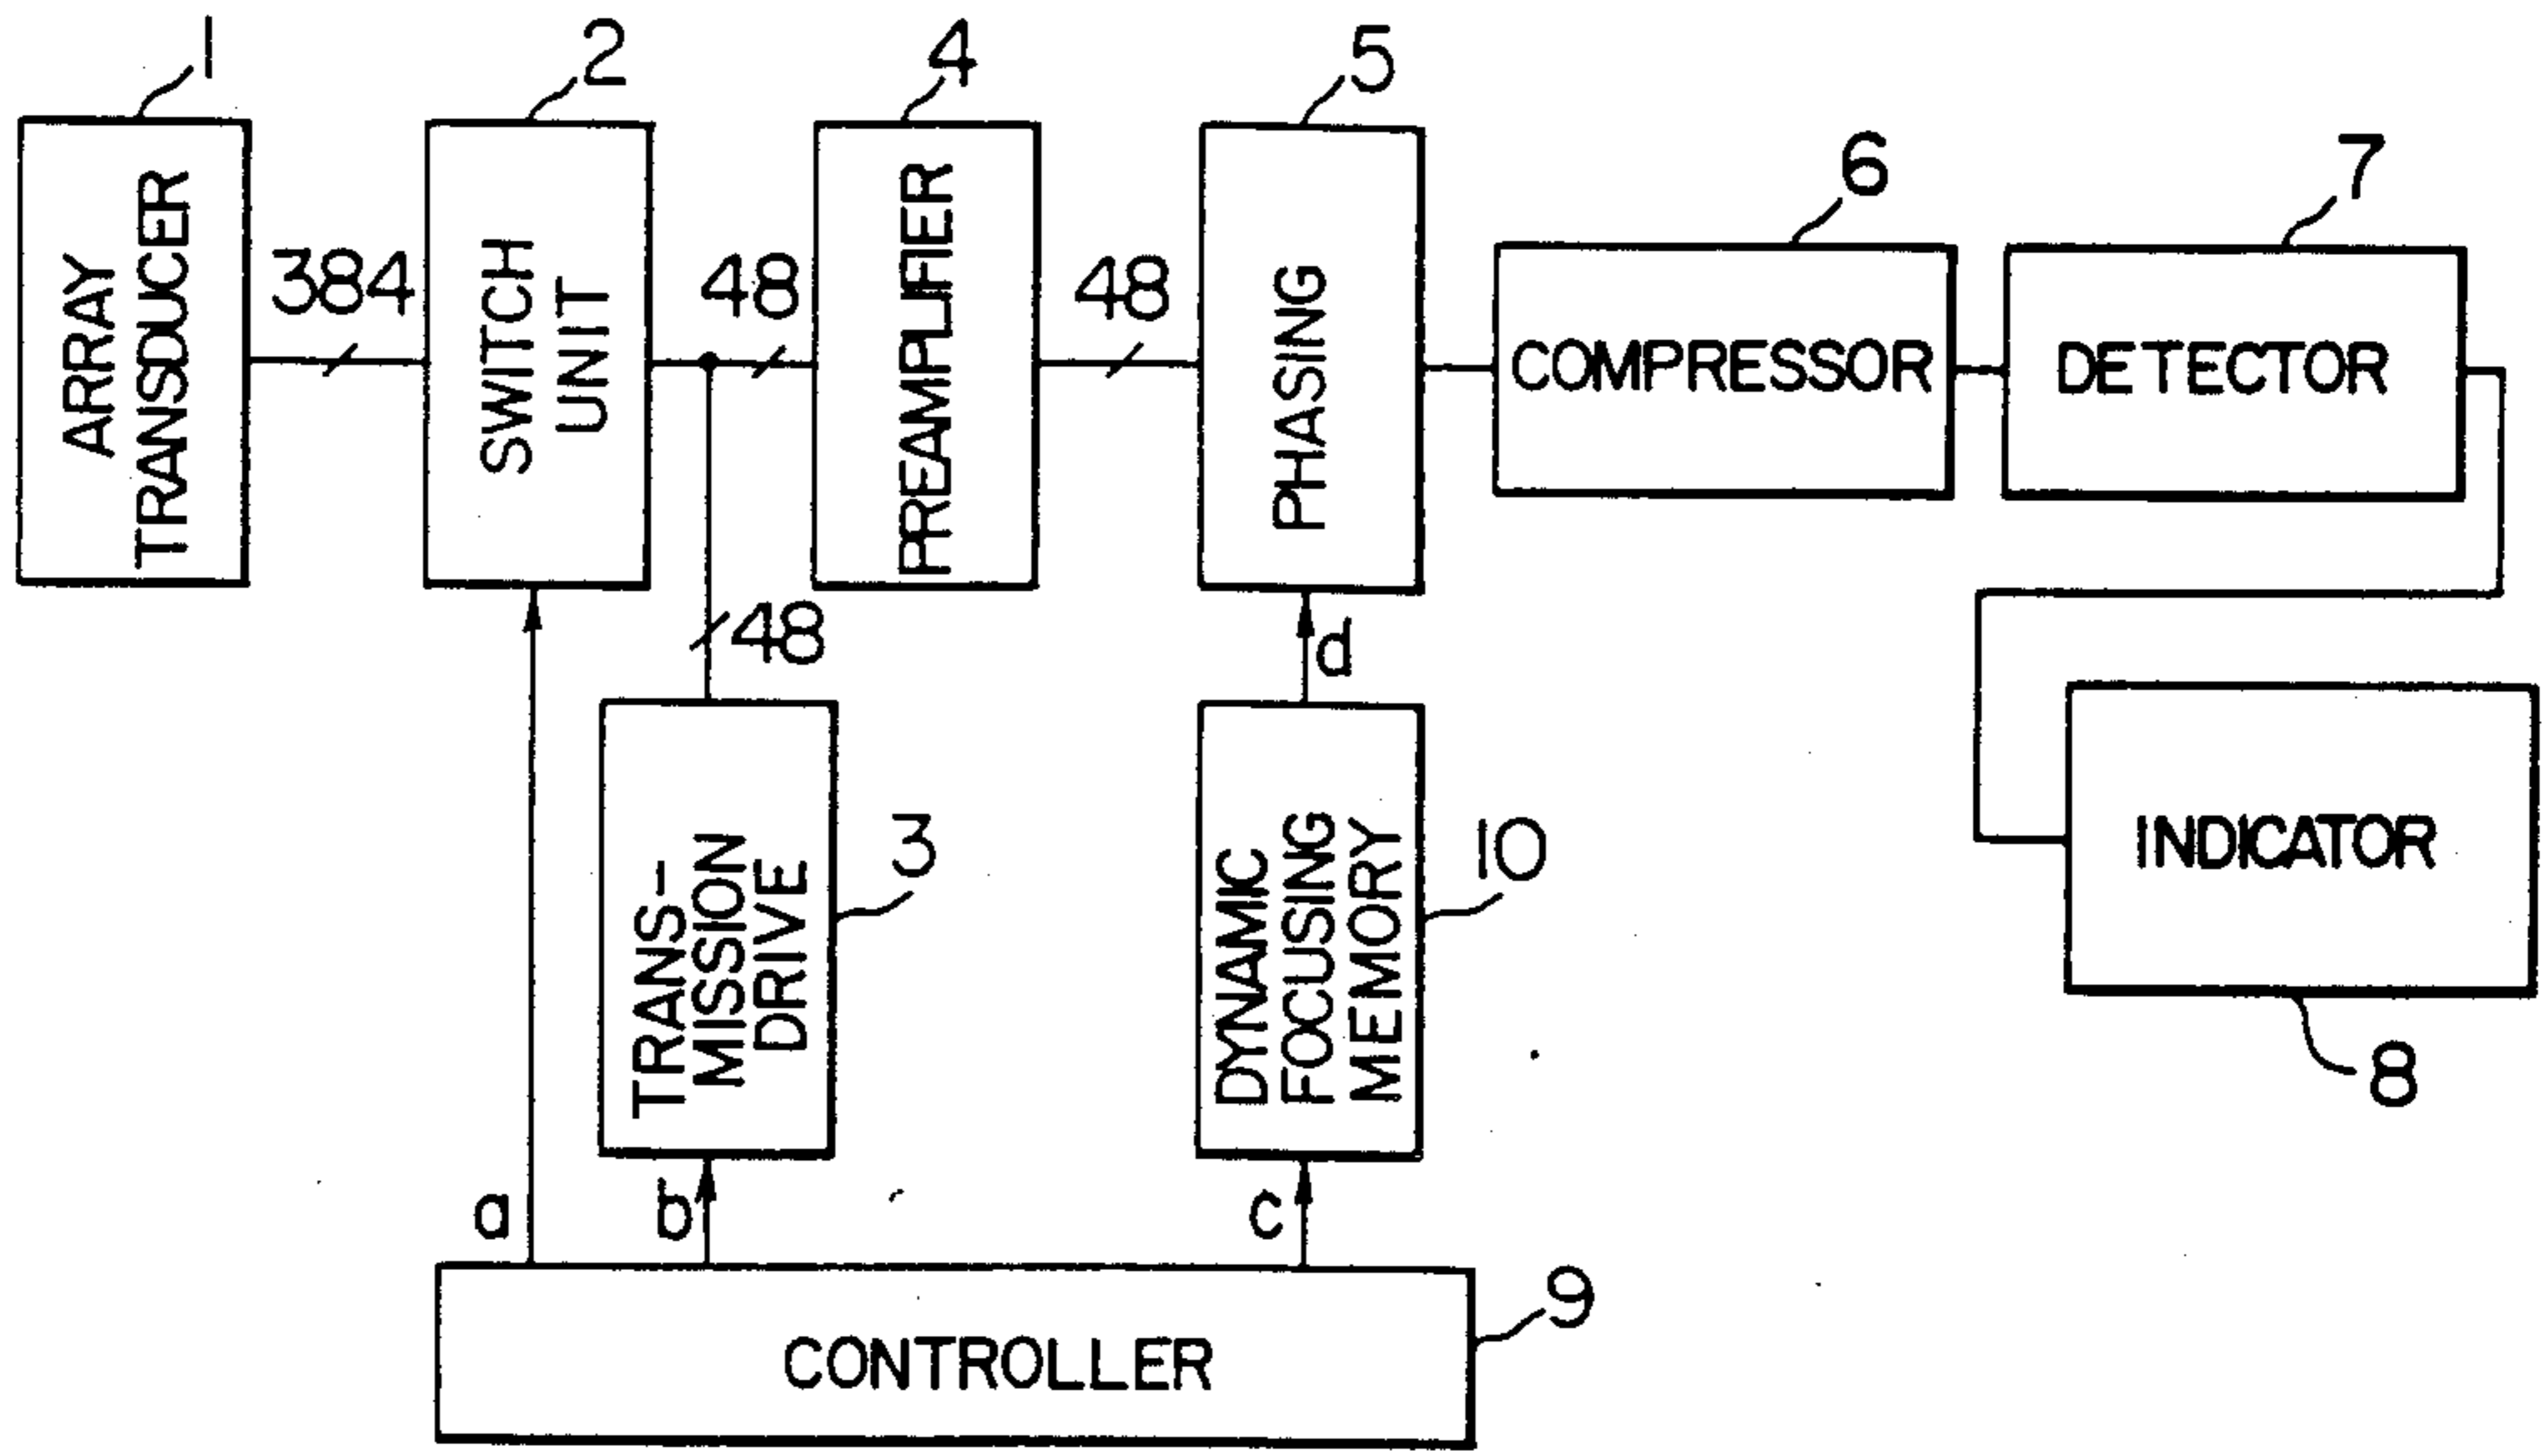 1
2
4
5
6
7
ARRAY
TRANSDUCER
384
SWITCH
UNIT
48
PREAMPLIFIER
48
PHASING
COMPRESSOR
DETECTOR
48
d
TRANS-
MISSION
DRIVE
3
DYNAMIC
FOCUSING
MEMORY
10
INDICATOR
8
a
b
c
CONTROLLER
9